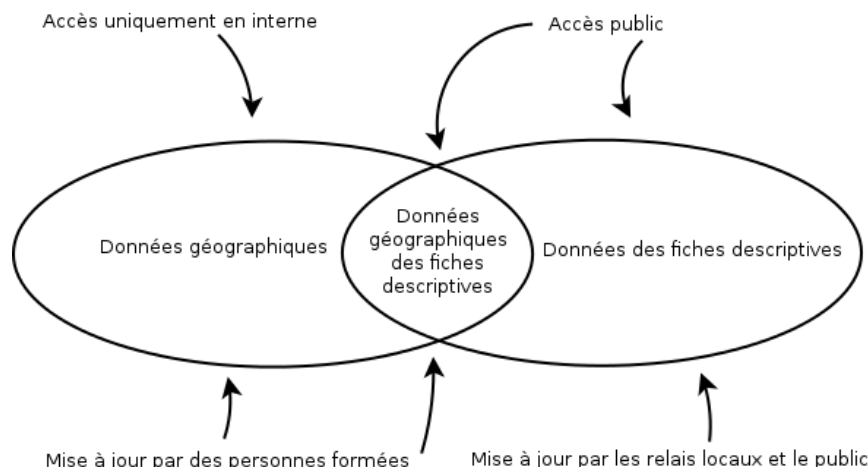 Accès uniquement en interne
Accès public
Données géographiques
Données
géographiques
des fiches
descriptives
Données des fiches descriptives
Mise à jour par des personnes formées
Mise à jour par les relais locaux et le public